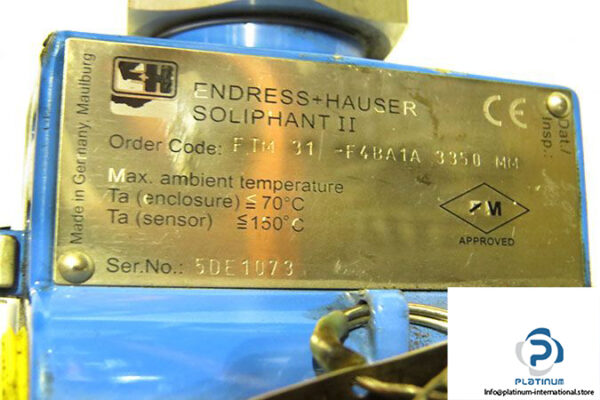 EH
ENDRESS+HAUSER
SOLIPHANT II
CE
Order Code: FTM 31 -F4BA1A 3350 MM
Max. ambient temperature
Ta (enclosure) ≦70°C
Ta (sensor) ≦150°C
FM
APPROVED
Ser.No.: 5DE1073
Made in Germany, Maulburg
Dat./
Insp.:
PLATINUM
Info@platinum-international.store